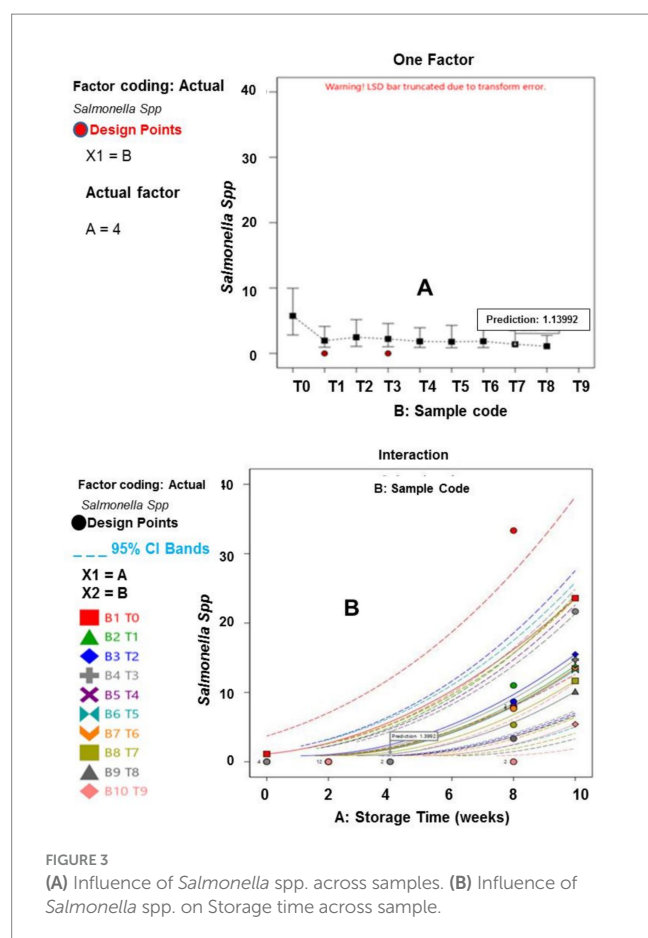 One Factor
Factor coding: Actual
Salmonella Spp
Design Points
X1 = B
Actual factor
A = 4
Warning! LSD bar truncated due to transform error.
40
30
20
10
0
Salmonella Spp
A
Prediction: 1.13992
T0 T1 T2 T3 T4 T5 T6 T7 T8 T9
B: Sample code
Interaction
Factor coding: Actual
Salmonella Spp
Design Points
95% CI Bands
X1 = A
X2 = B
B1 T0
B2 T1
B3 T2
B4 T3
B5 T4
B6 T5
B7 T6
B8 T7
B9 T8
B10 T9
B: Sample Code
40
30
20
10
0
Salmonella Spp
B
4 12 2 3
0 2 4 6 8 10
A: Storage Time (weeks)
FIGURE 3
(A) Influence of Salmonella spp. across samples. (B) Influence of
Salmonella spp. on Storage time across sample.